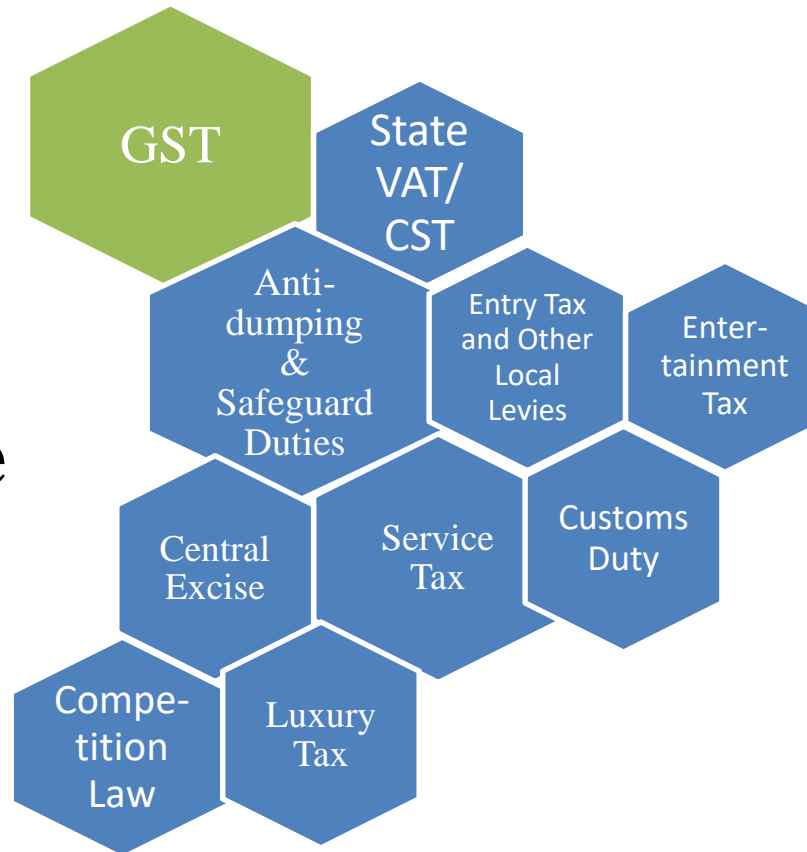 GST
State
VAT/
CST
Anti-
dumping
&
Safeguard
Duties
Entry Tax
and Other
Local
Levies
Enter-
tainment
Tax
e
Central
Excise
Service
Tax
Customs
Duty
Compe-
tition
Law
Luxury
Tax